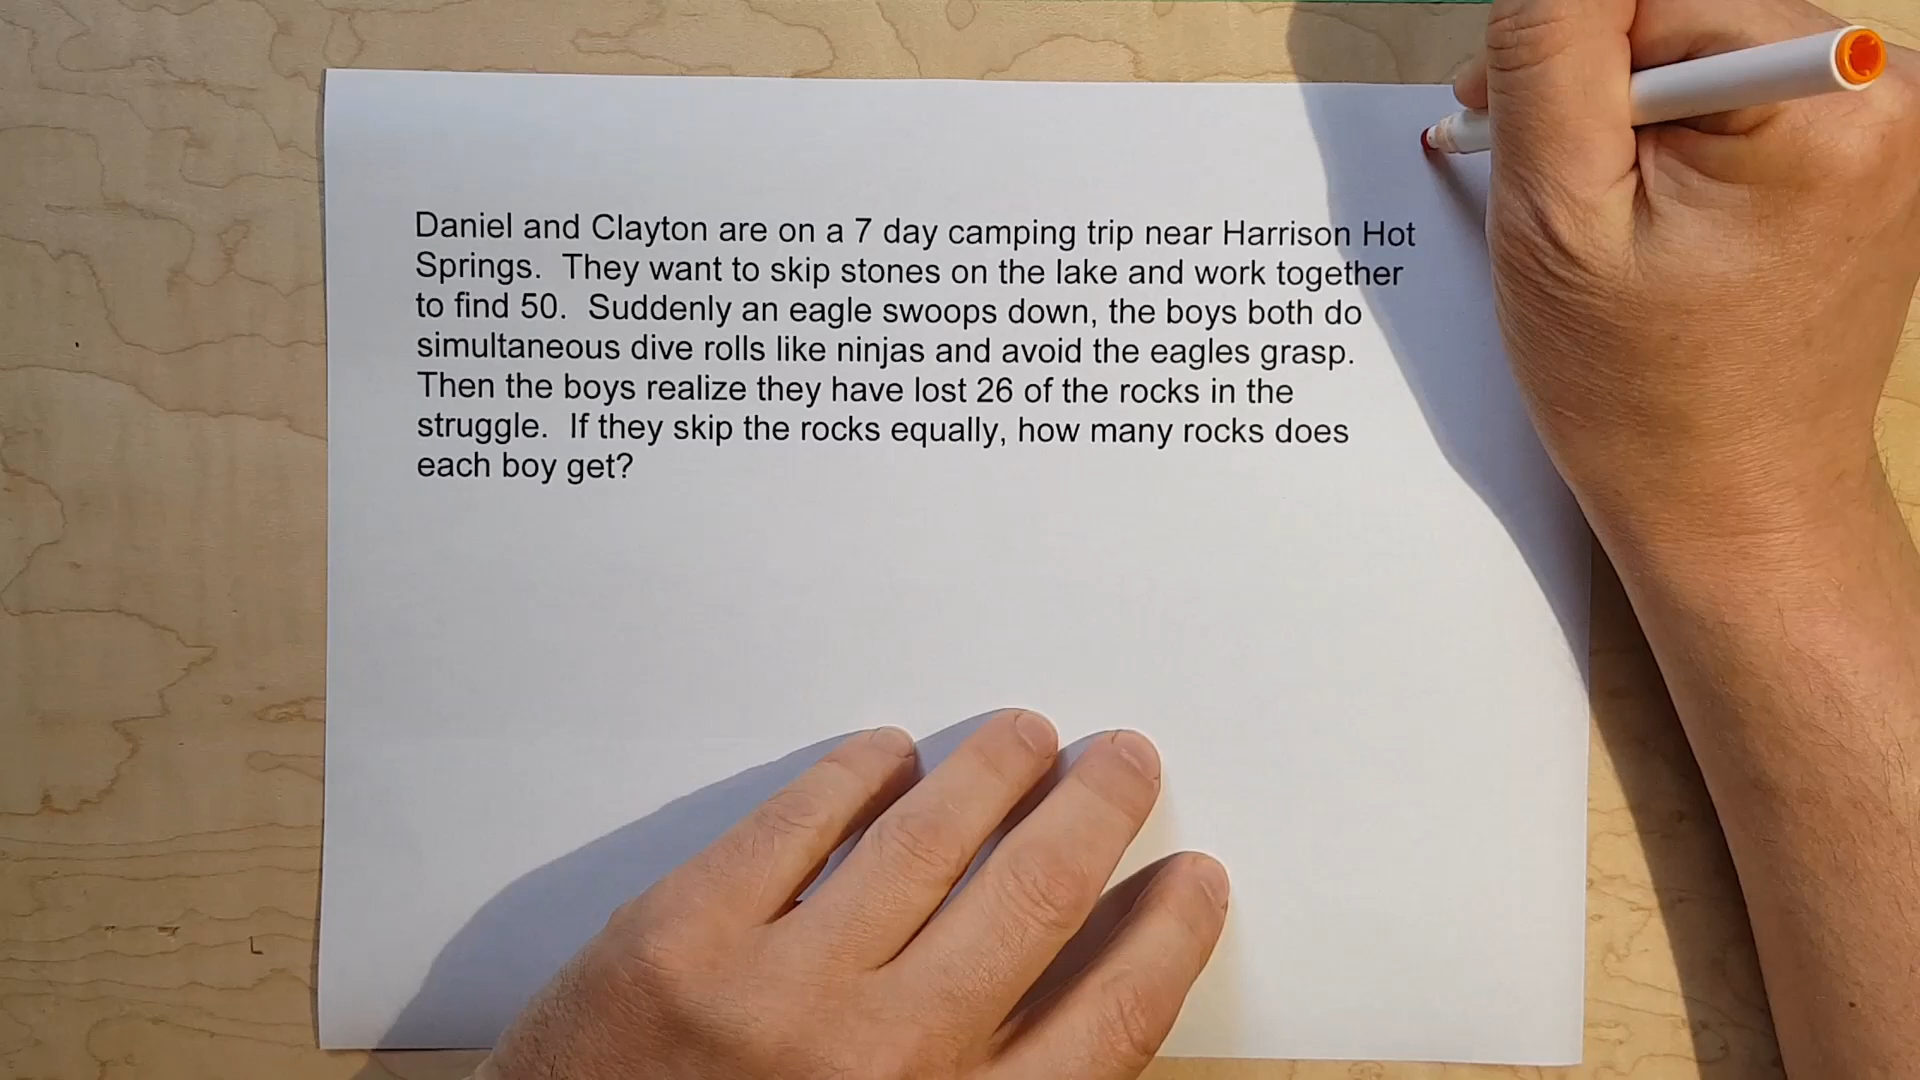 Daniel and Clayton are on a 7 day camping trip near Harrison Hot
Springs.  They want to skip stones on the lake and work together
to find 50.  Suddenly an eagle swoops down, the boys both do
simultaneous dive rolls like ninjas and avoid the eagles grasp.
Then the boys realize they have lost 26 of the rocks in the
struggle.  If they skip the rocks equally, how many rocks does
each boy get?